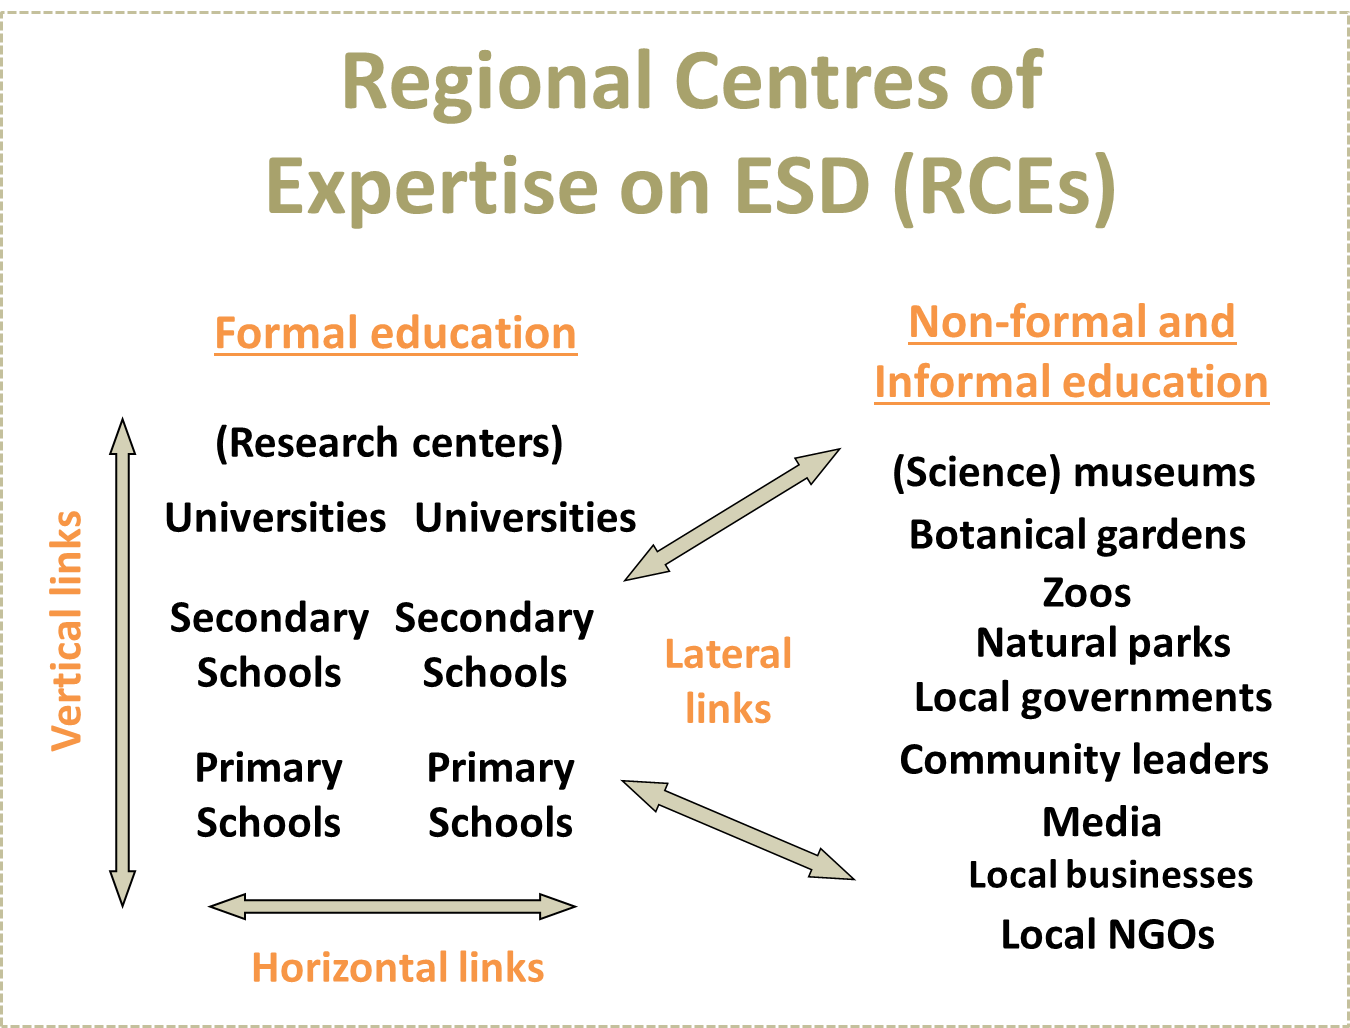 Regional Centres of
Expertise on ESD (RCEs)
Formal education
(Research centers)
Universities Universities
Secondary Secondary
Schools Schools
Primary Primary
Schools Schools
Vertical links
Horizontal links
Lateral
links
Non-formal and
Informal education
(Science) museums
Botanical gardens
Zoos
Natural parks
Local governments
Community leaders
Media
Local businesses
Local NGOs